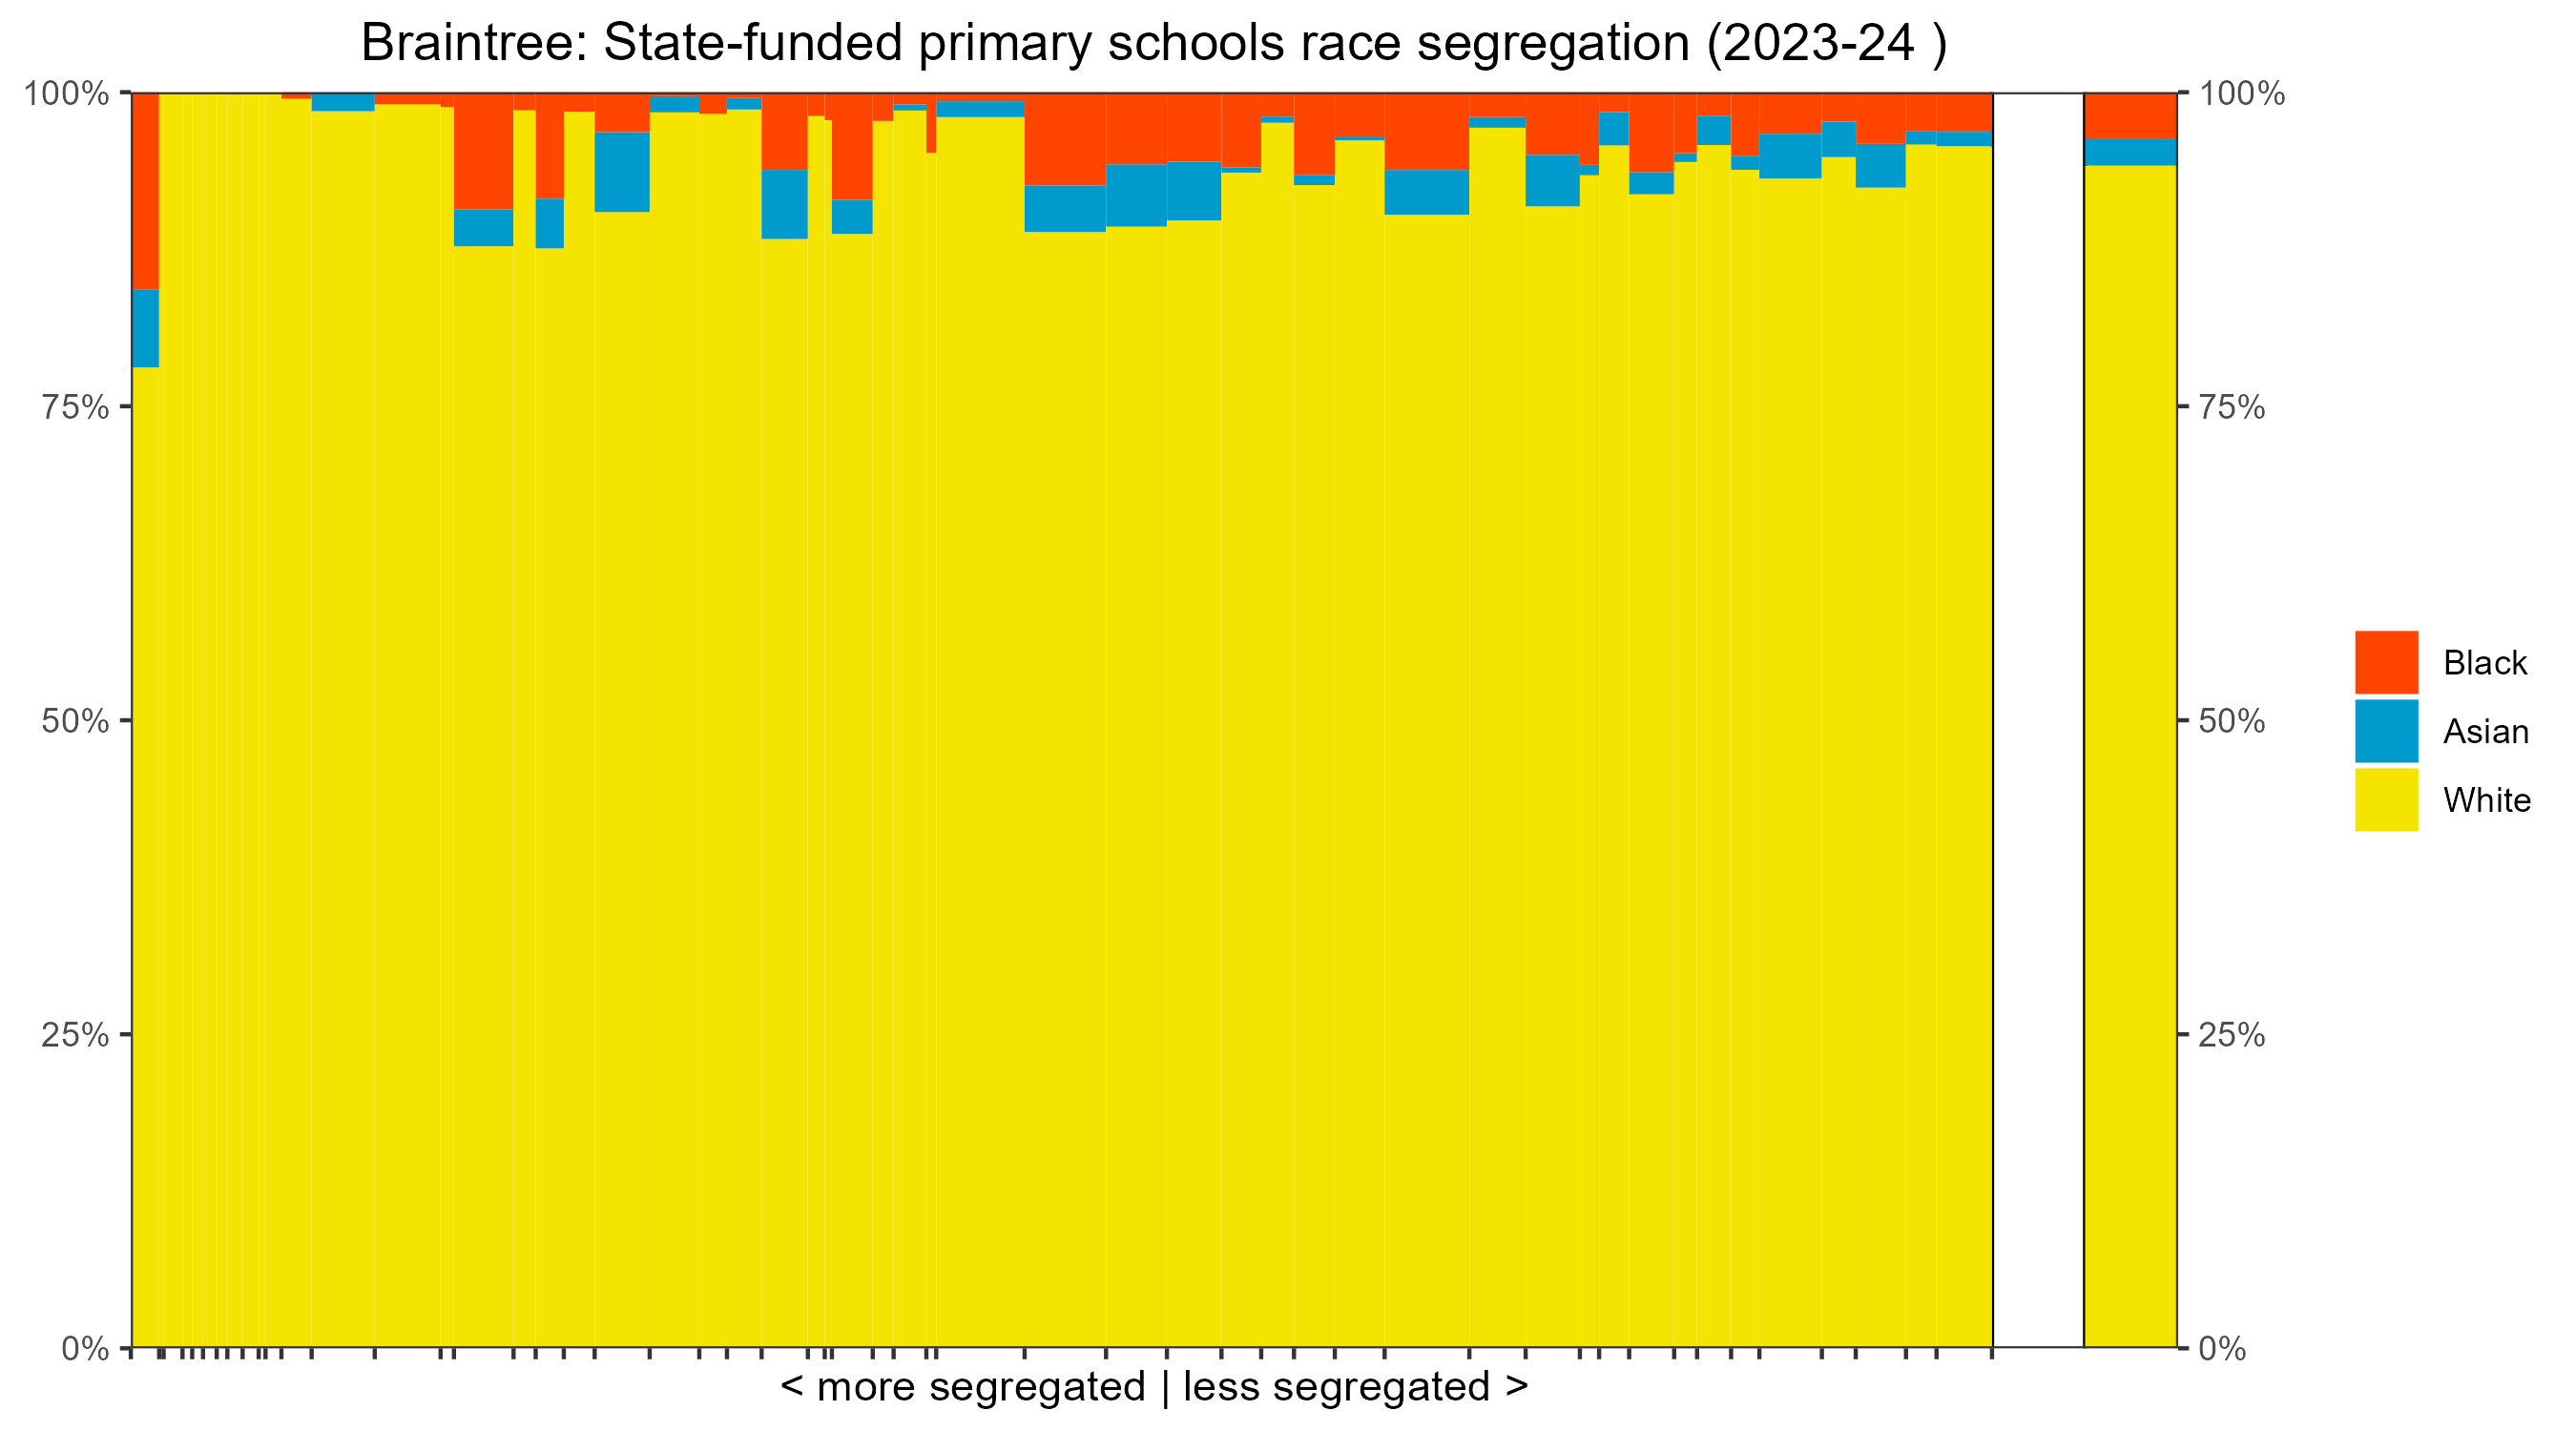 Braintree: State-funded primary schools race segregation (2023-24 )
100%
75%
50%
25%
0%
100%
75%
50%
25%
0%
Black
Asian
White
< more segregated | less segregated >